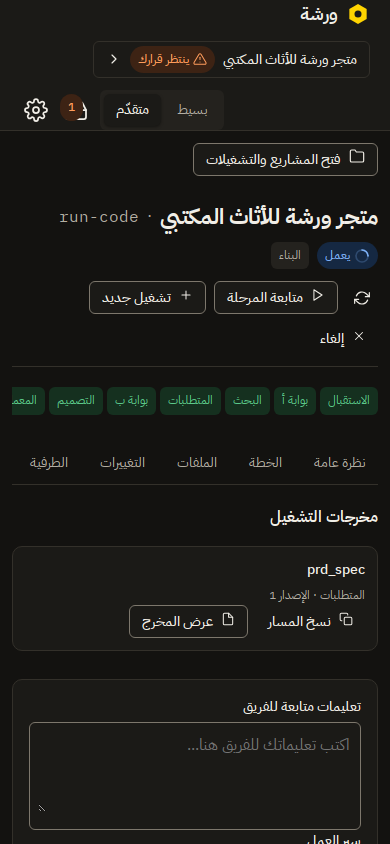 ورشة
متجر ورشة للأثاث المكتبي ينتظر قرارك
بسيط متقدّم 1
فتح المشاريع والتشغيلات
متجر ورشة للأثاث المكتبي · run-code
يعمل البناء
متابعة المرحلة تشغيل جديد
إلغاء
الاستقبال بوابة أ البحث المتطلبات بوابة ب التصميم
نظرة عامة الخطة الملفات التغييرات الطرفية
مخرجات التشغيل
prd_spec
المتطلبات · الإصدار 1
نسخ المسار عرض المخرج
تعليمات متابعة للفريق
اكتب تعليماتك للفريق هنا...
سير العمل